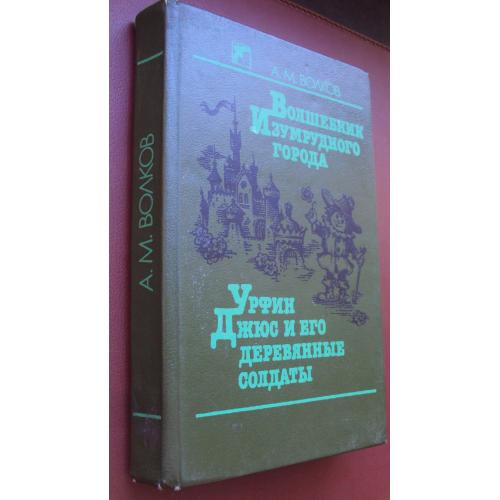 А. М. ВОЛКОВ
А. М. ВОЛКОВ
ВОЛШЕБНИК
ИЗУМРУДНОГО
ГОРОДА
УРФИН
ДЖЮС И ЕГО
ДЕРЕВЯННЫЕ
СОЛДАТЫ